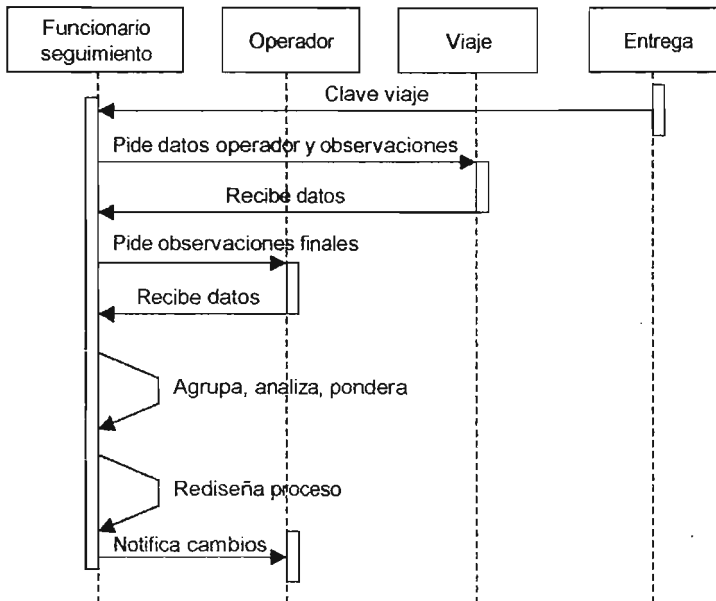 Funcionario
seguimiento
Operador
Viaje
Entrega
Clave viaje
Pide datos operador y observaciones
Recibe datos
Pide observaciones finales
Recibe datos
Agrupa, analiza, pondera
Rediseña proceso
Notifica cambios